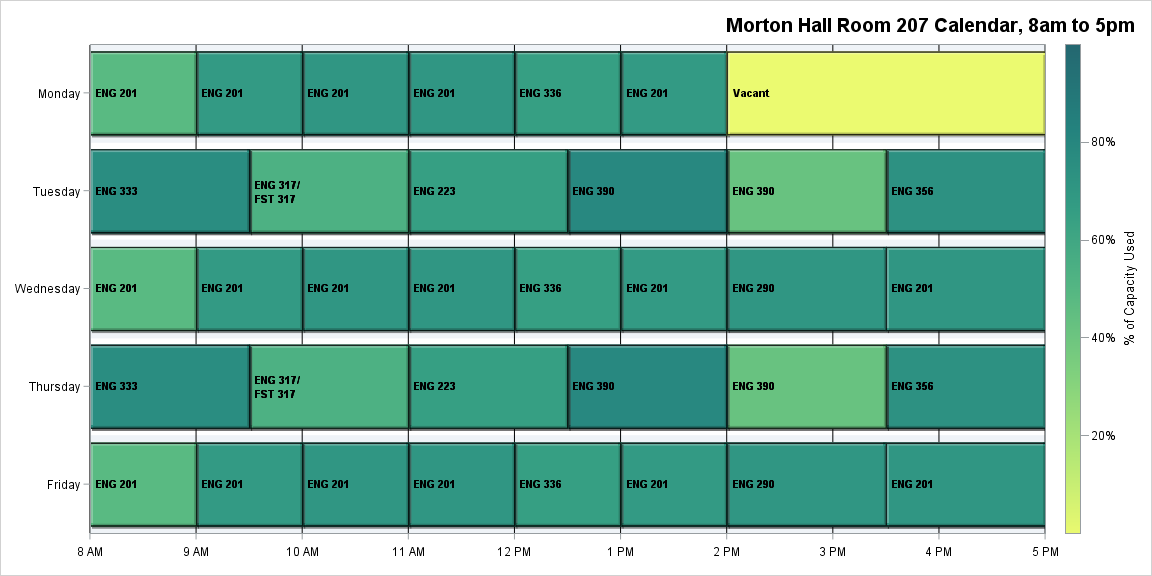 Morton Hall Room 207 Calendar, 8am to 5pm
Monday
ENG 201
ENG 201
ENG 201
ENG 201
ENG 336
ENG 201
Vacant
Tuesday
ENG 333
ENG 317/
FST 317
ENG 223
ENG 390
ENG 390
ENG 356
Wednesday
ENG 201
ENG 201
ENG 201
ENG 201
ENG 336
ENG 201
ENG 290
ENG 201
Thursday
ENG 333
ENG 317/
FST 317
ENG 223
ENG 390
ENG 390
ENG 356
Friday
ENG 201
ENG 201
ENG 201
ENG 201
ENG 336
ENG 201
ENG 290
ENG 201
8 AM
9 AM
10 AM
11 AM
12 PM
1 PM
2 PM
3 PM
4 PM
5 PM
80%
60%
40%
20%
% of Capacity Used